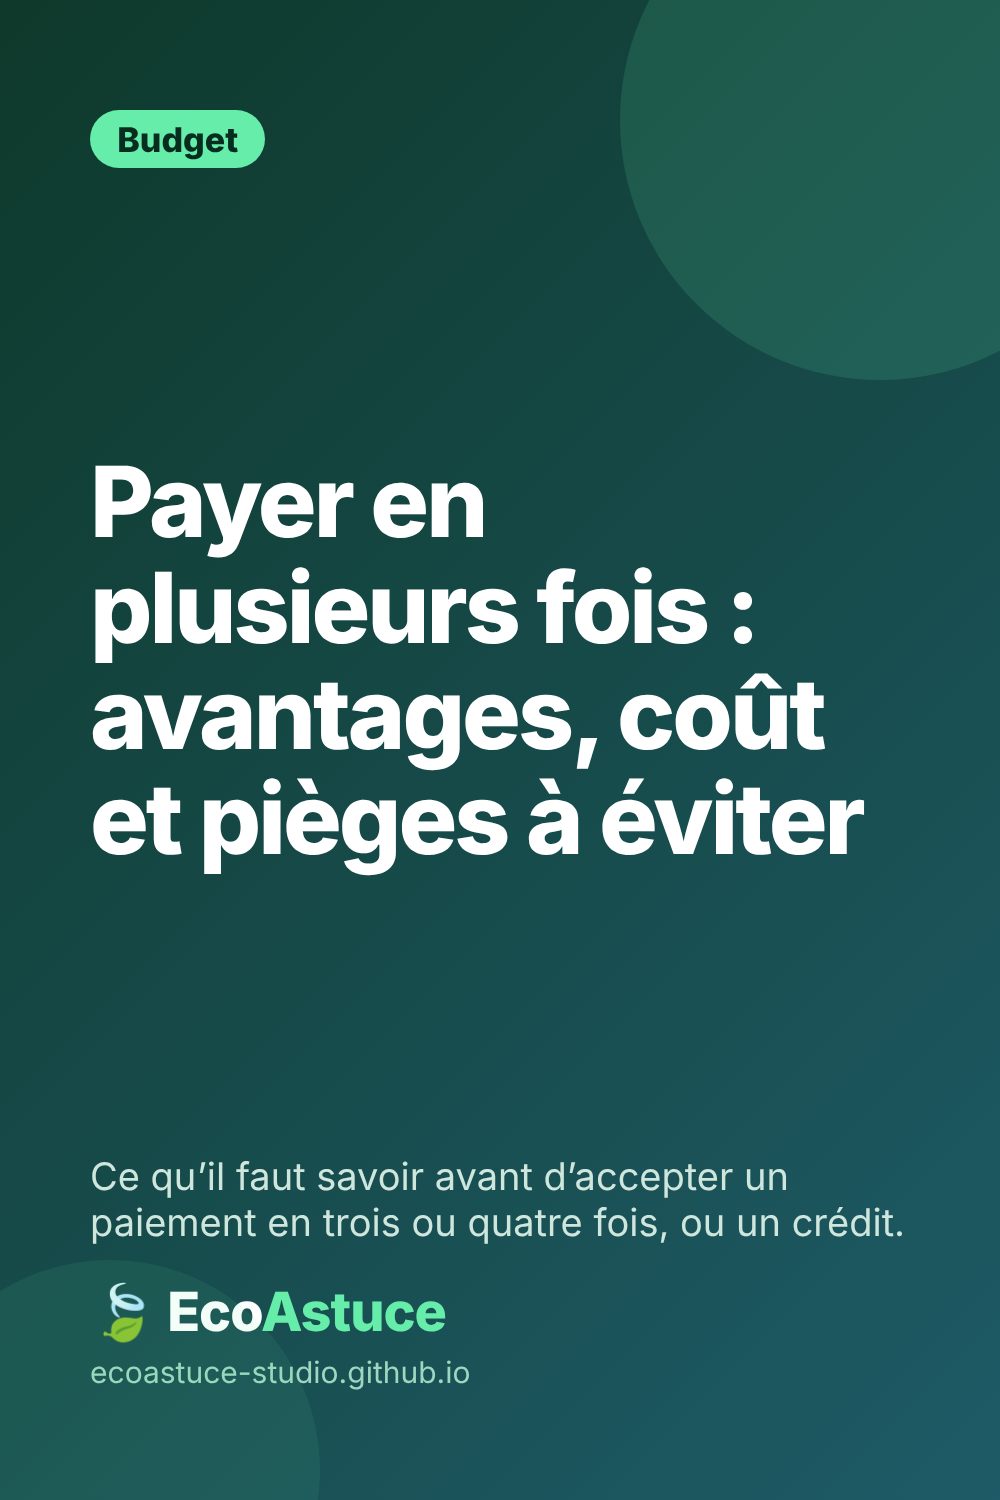 Budget
Payer en
plusieurs fois :
avantages, coût
et pièges à éviter
Ce qu’il faut savoir avant d’accepter un
paiement en trois ou quatre fois, ou un crédit.
EcoAstuce
ecoastuce-studio.github.io